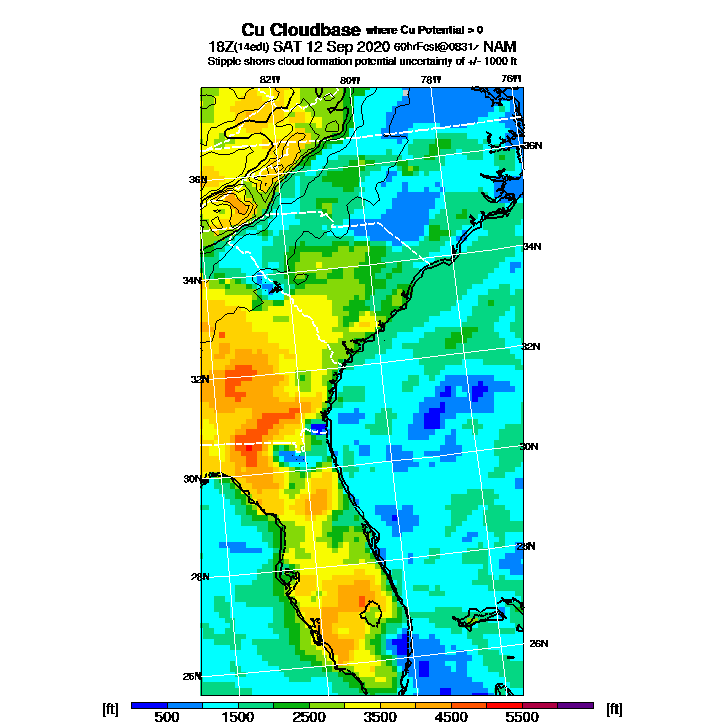 Cu Cloudbase where Cu Potential > 0
18Z(14edt) SAT 12 Sep 2020 69hrFcst@0831z NAM
Stipple shows cloud formation potential uncertainty of +/- 1000 ft
82W 80W 78W 76W
36N
36N
34N
34N
32N
32N
30N
30N
28N
28N
26N
26N
[ft] 500 1500 2500 3500 4500 5500 [ft]